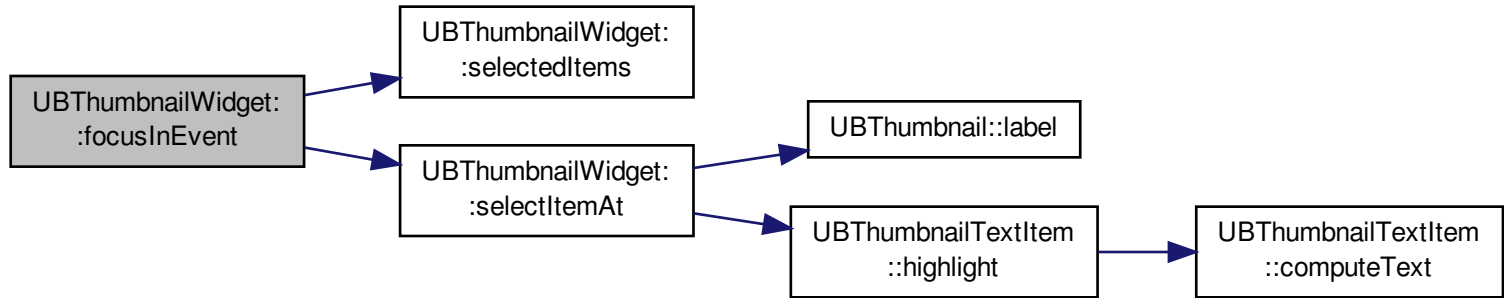 UBThumbnailWidget:
:focusInEvent
UBThumbnailWidget:
:selectedItems
UBThumbnailWidget:
:selectItemAt
UBThumbnail::label
UBThumbnailTextItem
::highlight
UBThumbnailTextItem
::computeText